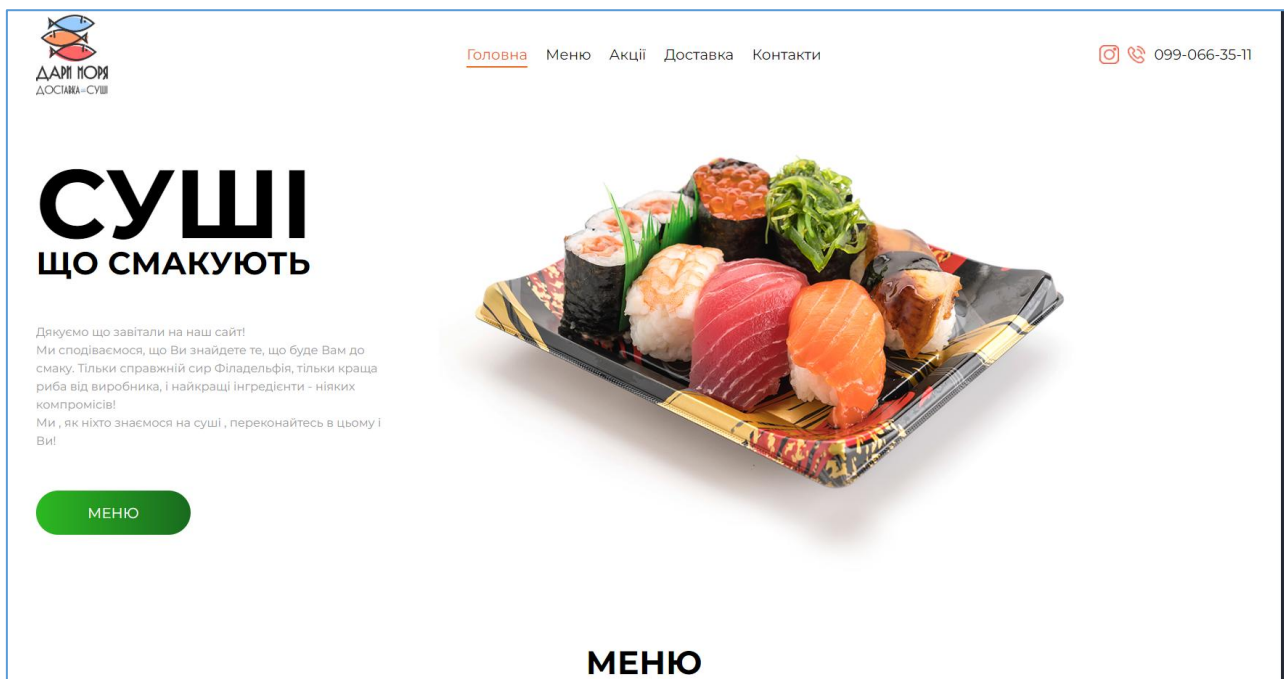 ДАРИ МОРЯ
ДОСТАВКА СУШІ
Головна Меню Акції Доставка Контакти
099-066-35-11
СУШІ
ЩО СМАКУЮТЬ
Дякуємо що завітали на наш сайт!
Ми сподіваємося, що Ви знайдете те, що буде Вам до
смаку. Тільки справжній сир Філадельфія, тільки краща
риба від виробника, і найкращі інгредієнти - ніяких
компромісів!
Ми , як ніхто знаємося на суші , переконайтесь в цьому і
Ви!
МЕНЮ
МЕНЮ